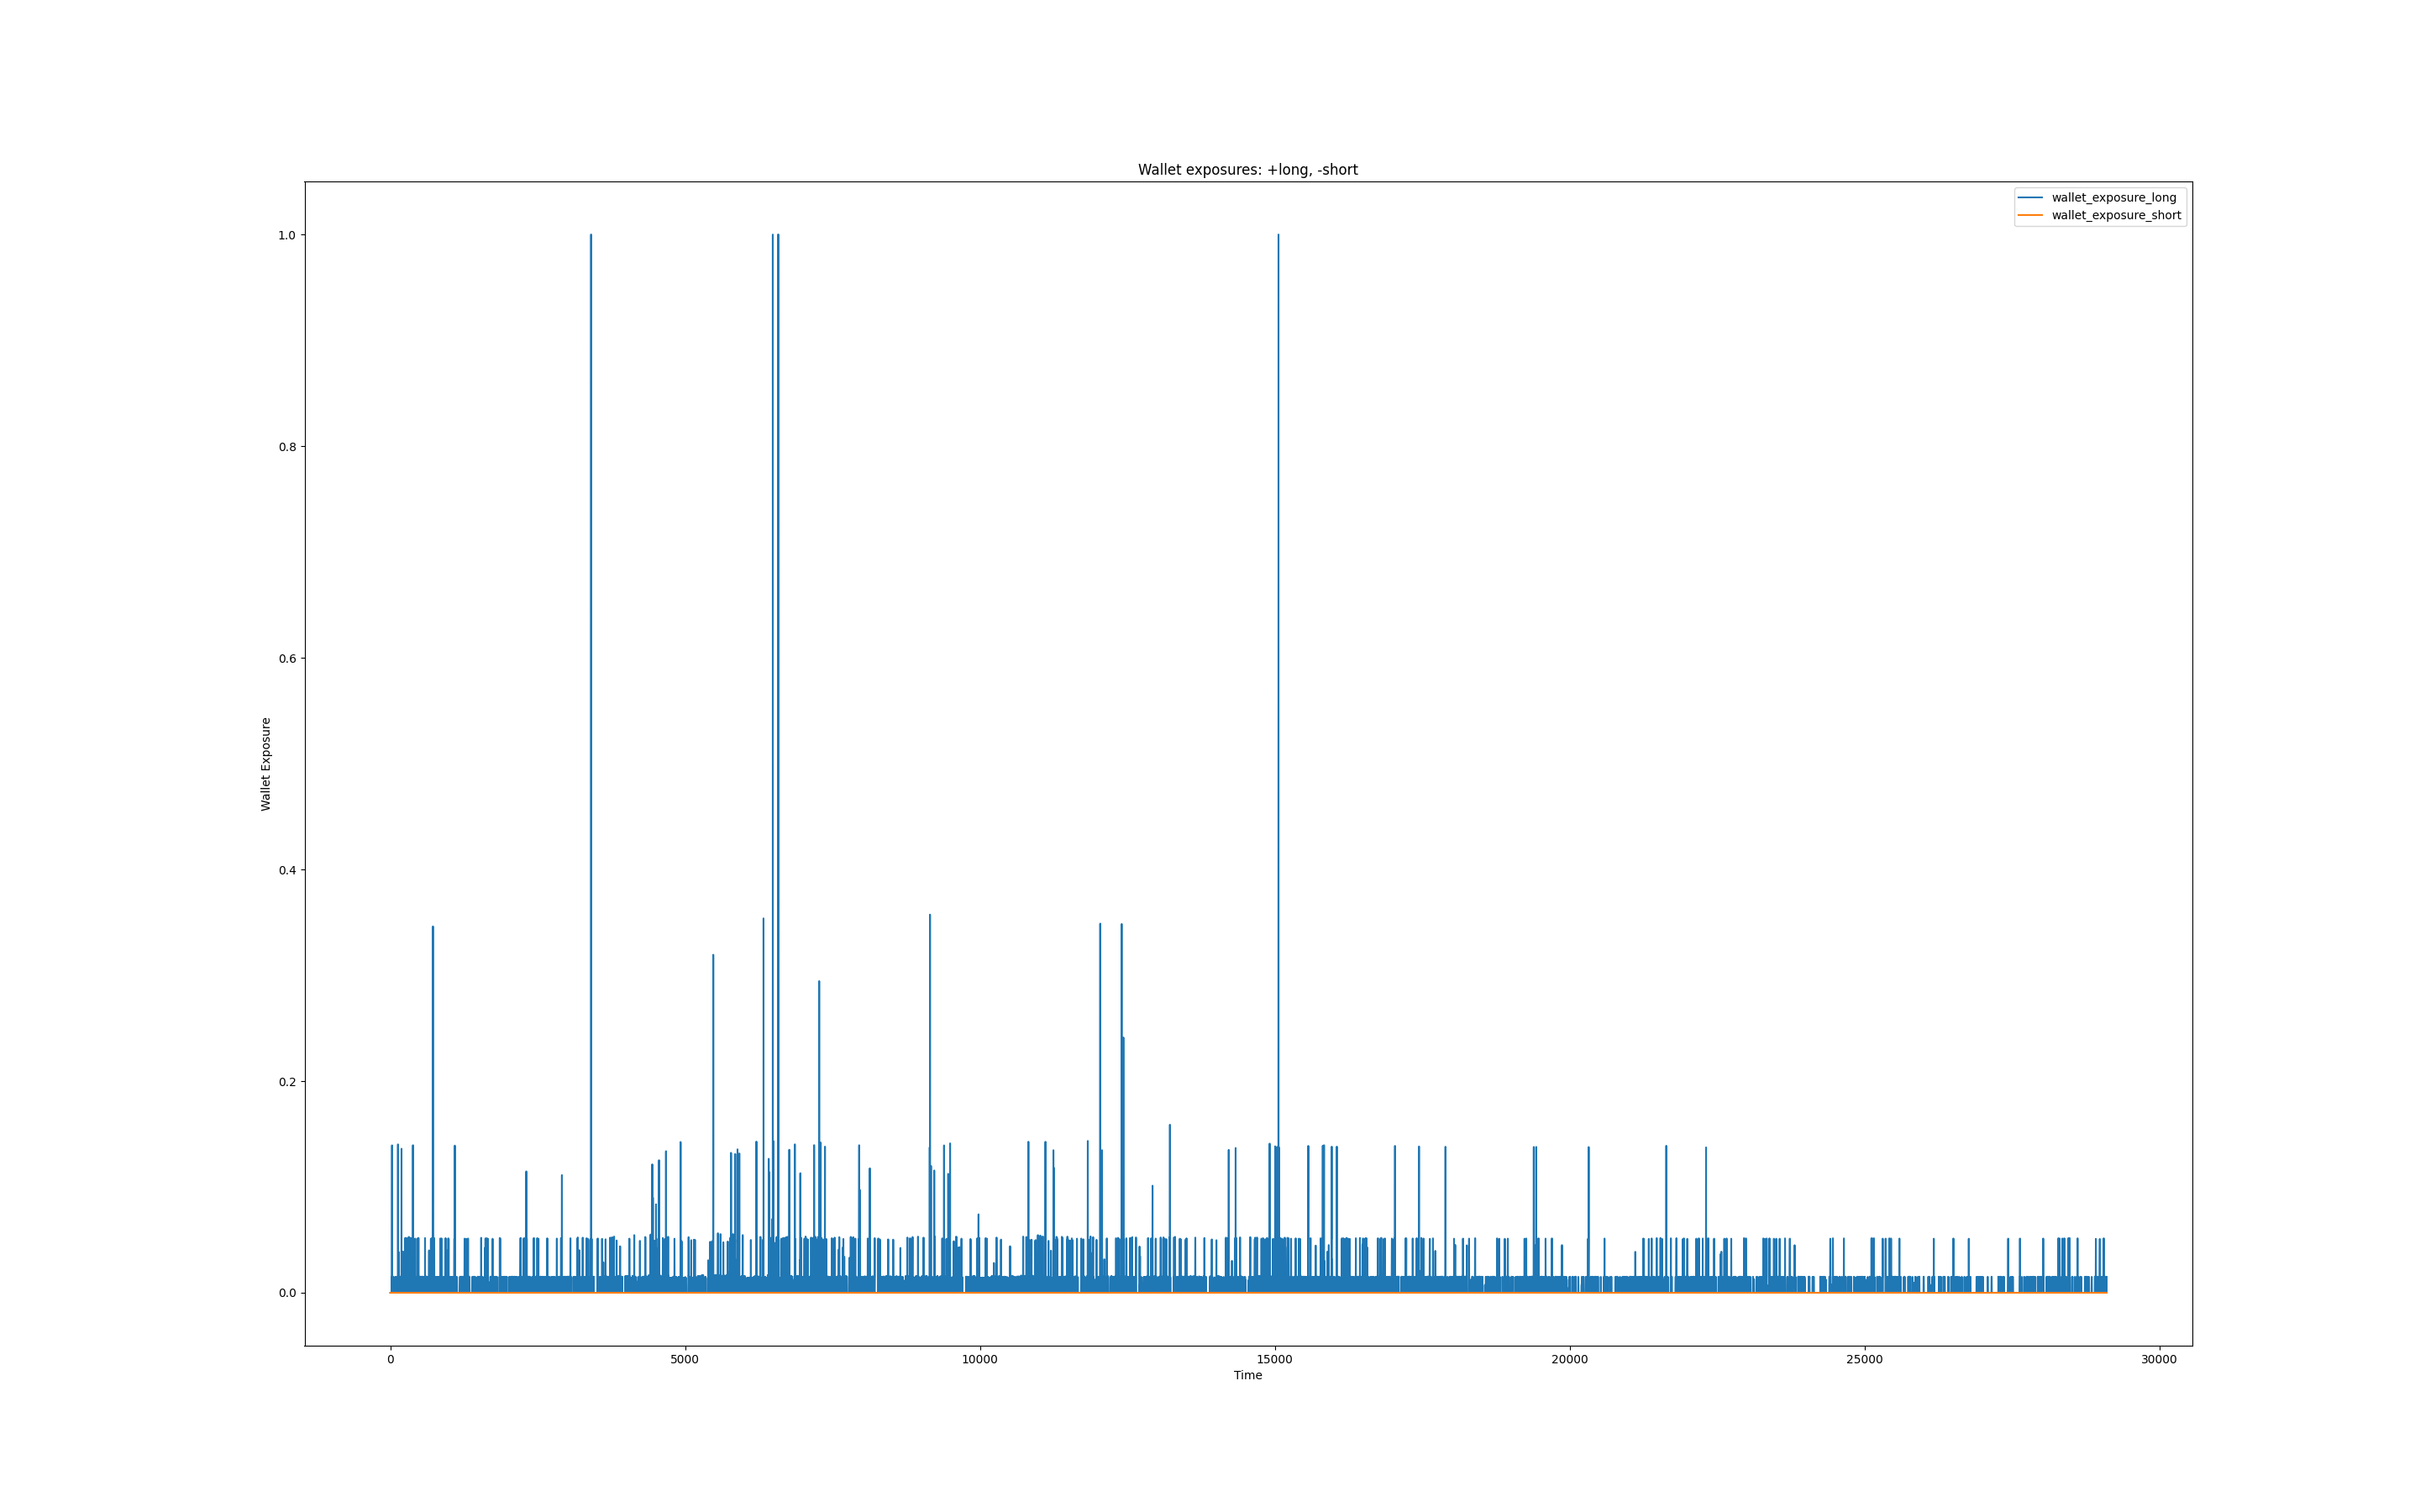 Wallet exposures: +long, -short
wallet_exposure_long
wallet_exposure_short
1.0
0.8
0.6
0.4
0.2
0.0
Wallet Exposure
0 5000 10000 15000 20000 25000 30000
Time